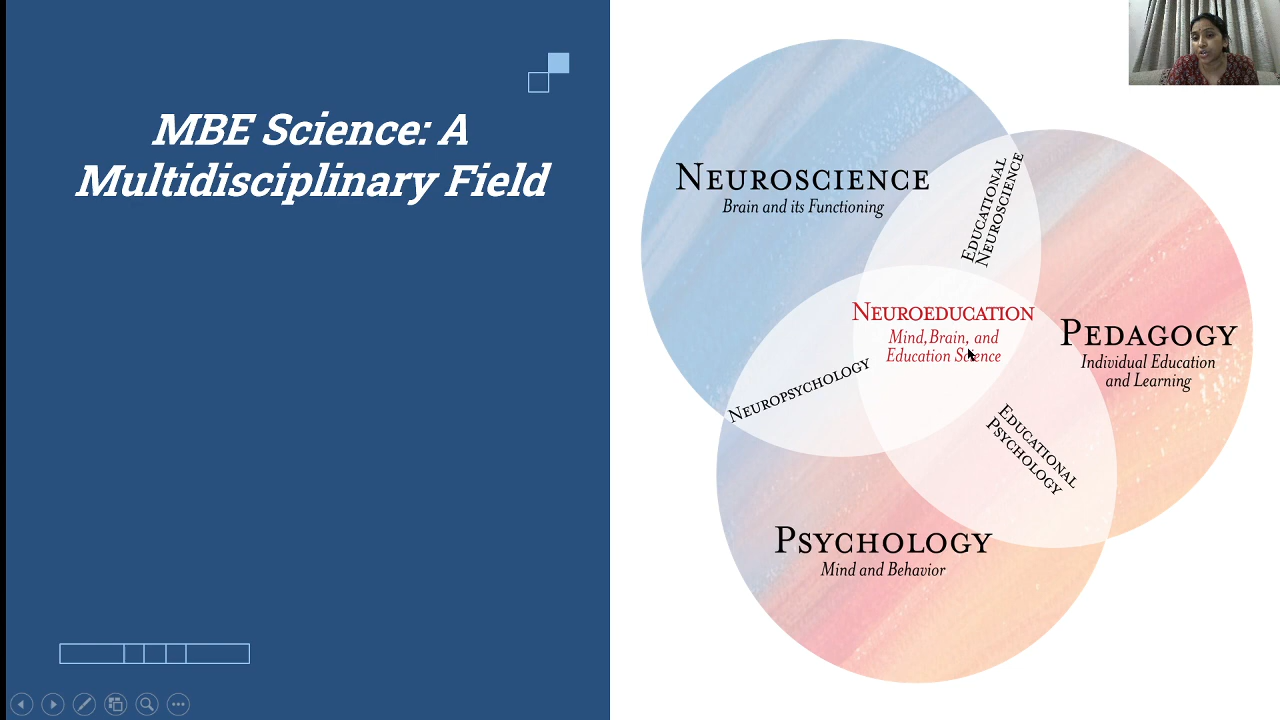 MBE Science: A
Multidisciplinary Field
NEUROSCIENCE
Brain and its Functioning
EDUCATIONAL
NEUROSCIENCE
NEUROEDUCATION
Mind, Brain, and
Education Science
PEDAGOGY
Individual Education
and Learning
NEUROPSYCHOLOGY
EDUCATIONAL
PSYCHOLOGY
PSYCHOLOGY
Mind and Behavior